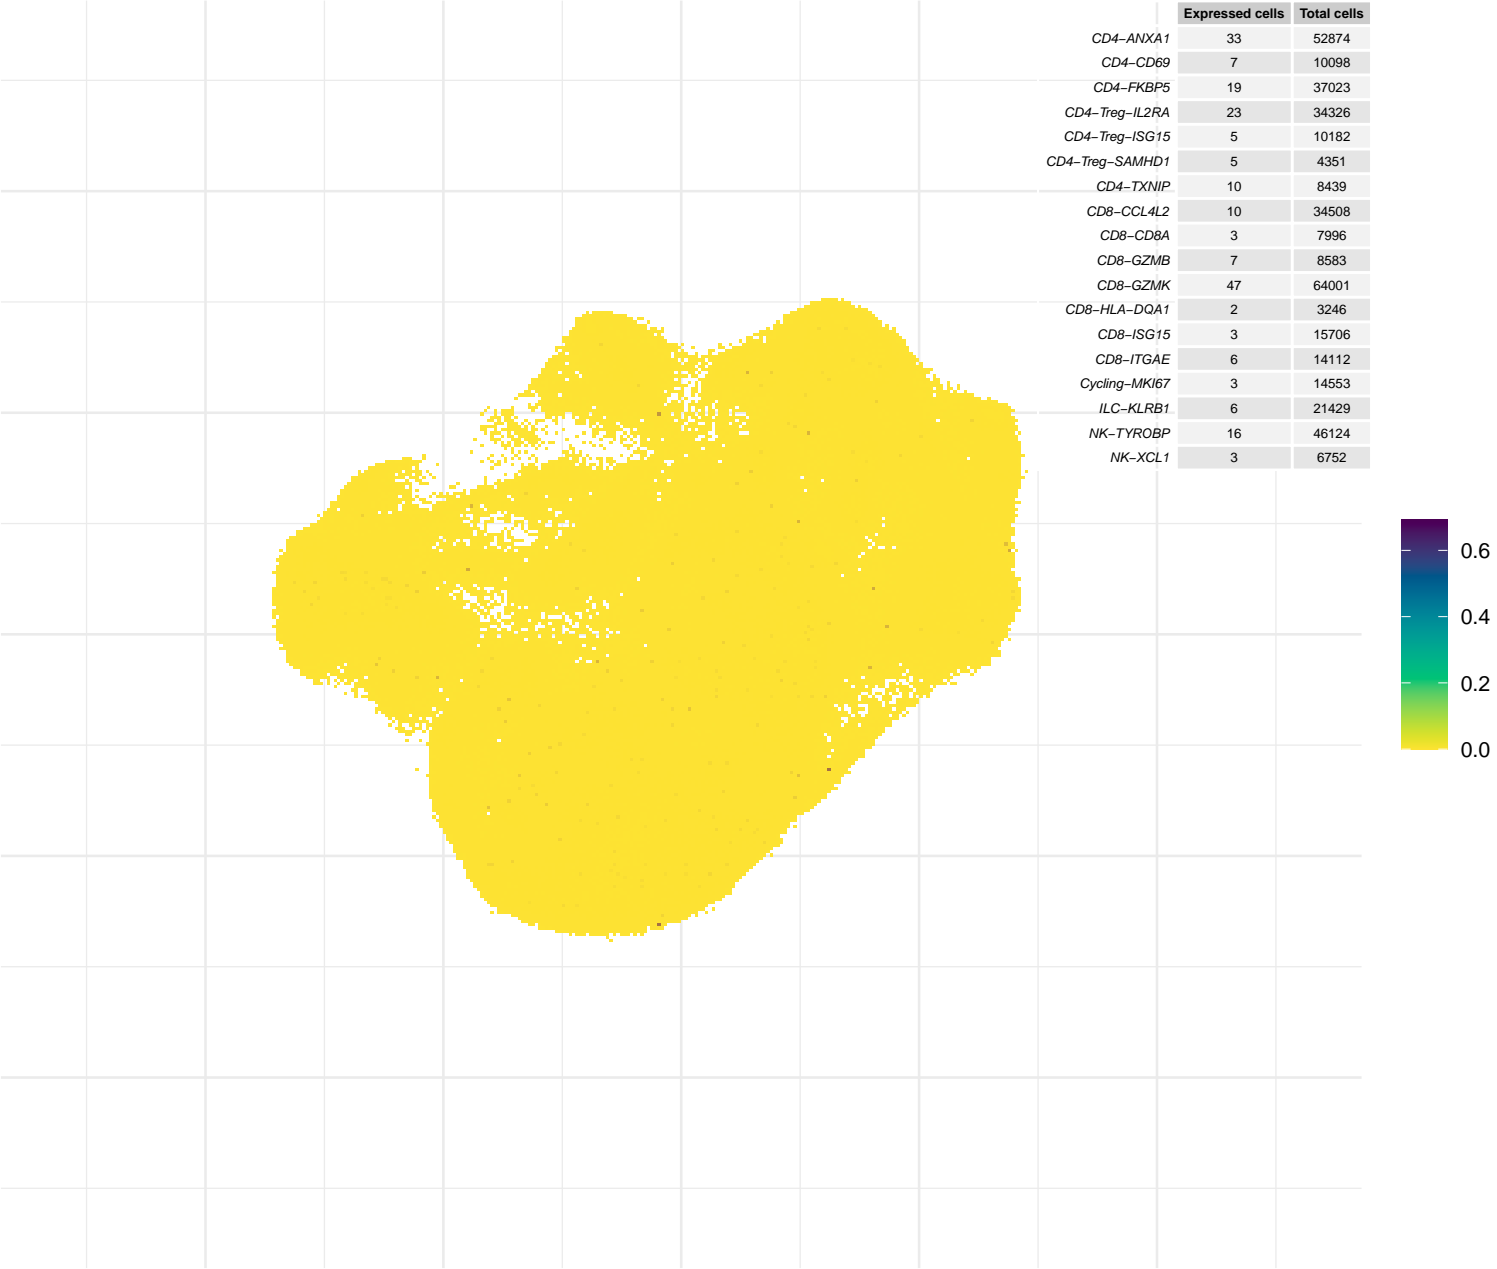 Expressed cells Total cells
CD4−ANXA1 33 52874
CD4−CD69 7 10098
CD4−FKBP5 19 37023
CD4−Treg−IL2RA 23 34326
CD4−Treg−ISG15 5 10182
CD4−Treg−SAMHD1 5 4351
CD4−TXNIP 10 8439
CD8−CCL4L2 10 34508
CD8−CD8A 3 7996
CD8−GZMB 7 8583
CD8−GZMK 47 64001
CD8−HLA−DQA1 2 3246
CD8−ISG15 3 15706
CD8−ITGAE 6 14112
Cycling−MKI67 3 14553
ILC−KLRB1 6 21429
NK−TYROBP 16 46124
NK−XCL1 3 6752
0.6
0.4
0.2
0.0